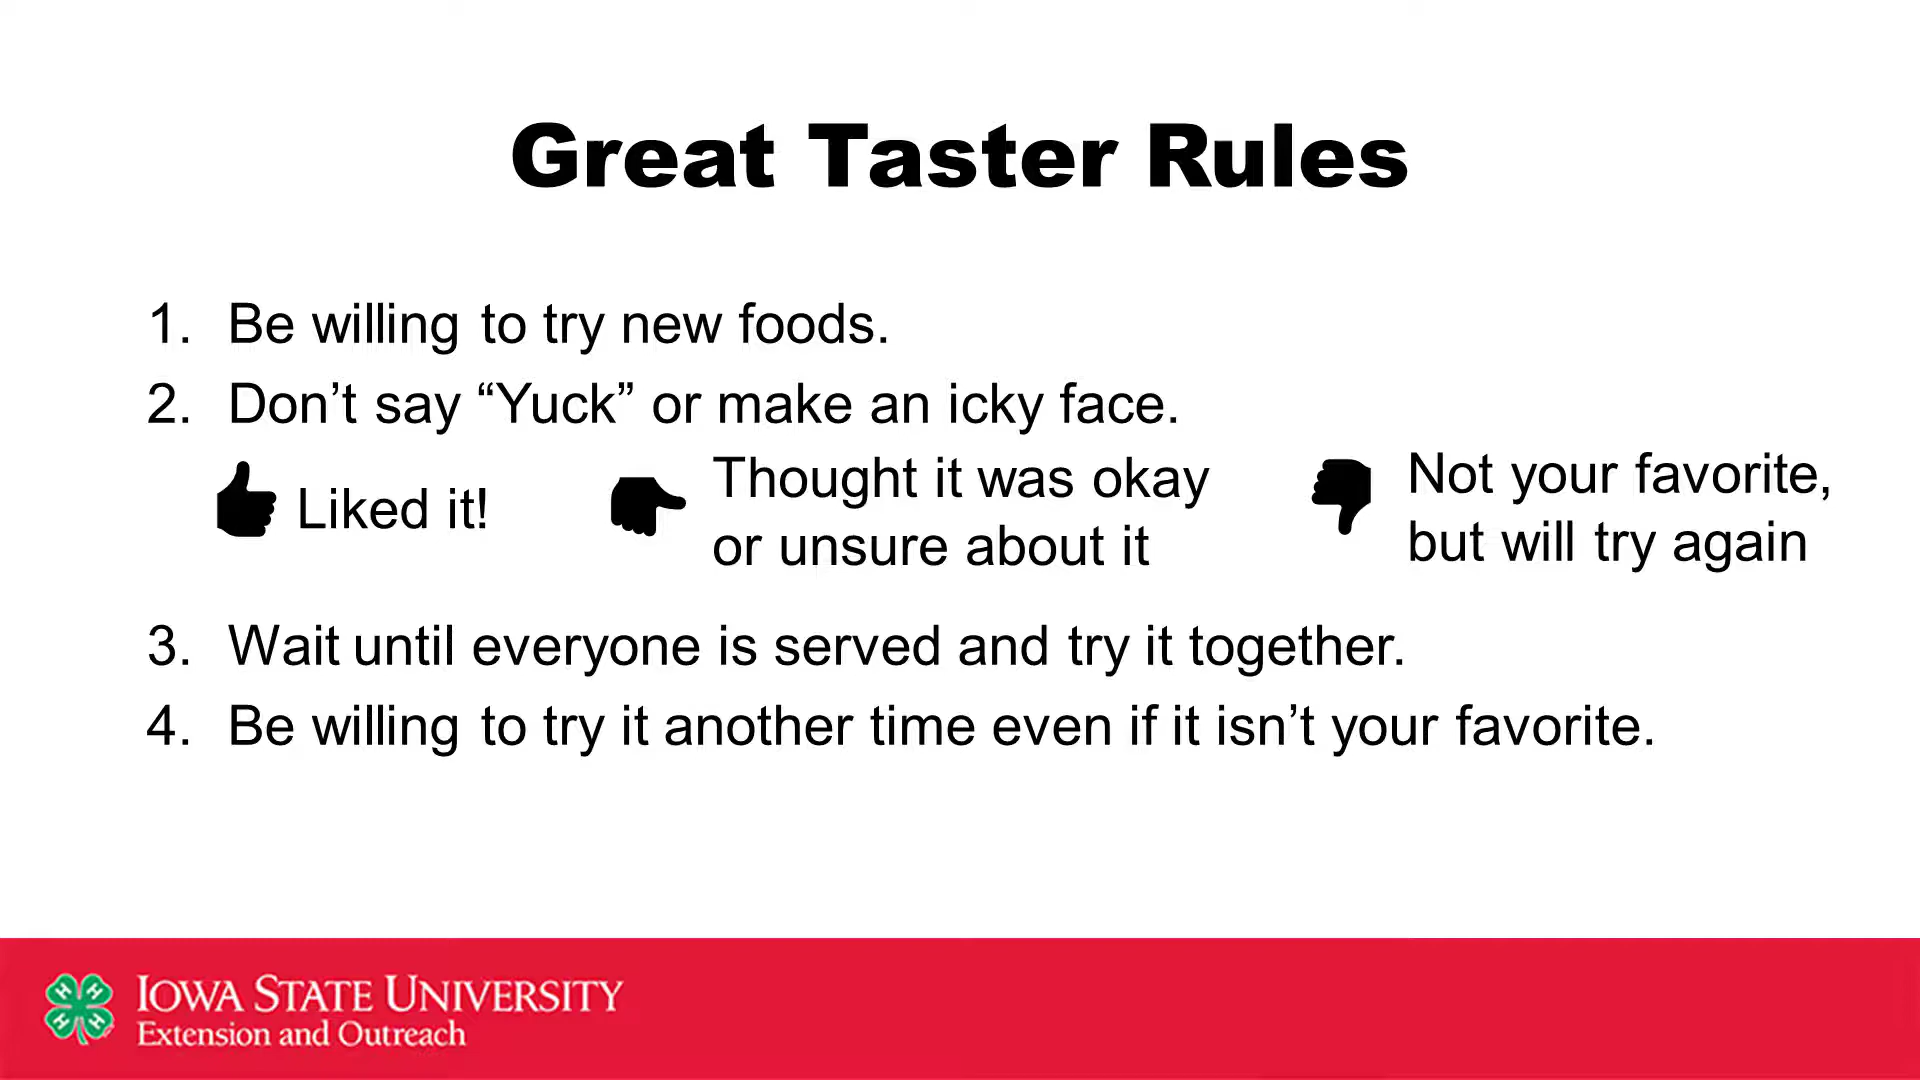 Great Taster Rules
1. Be willing to try new foods.
2. Don’t say “Yuck” or make an icky face.
Liked it!
Thought it was okay
or unsure about it
Not your favorite,
but will try again
3. Wait until everyone is served and try it together.
4. Be willing to try it another time even if it isn’t your favorite.
H H
H H
IOWA STATE UNIVERSITY
Extension and Outreach